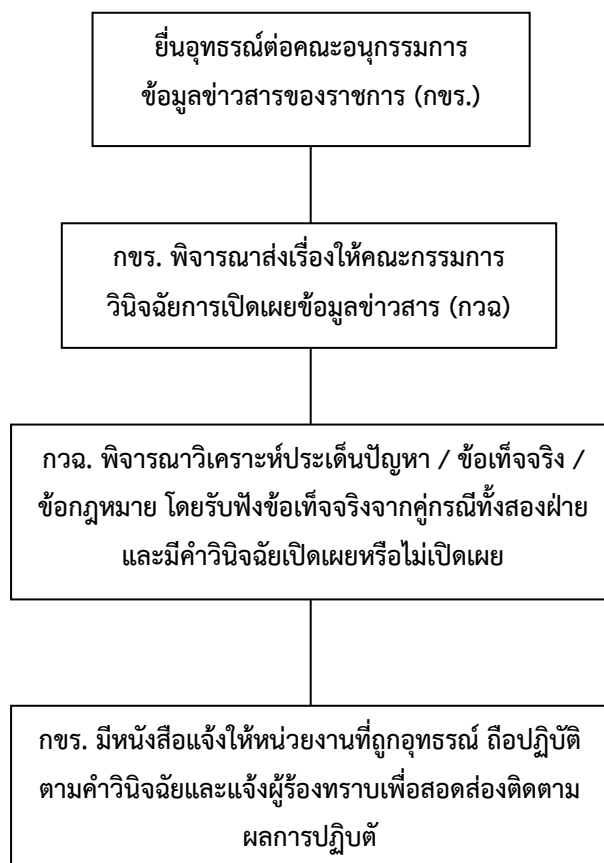 ยื่นอุทธรณ์ต่อคณะอนุกรรมการ
ข้อมูลข่าวสารของราชการ (กขร.)
กขร. พิจารณาส่งเรื่องให้คณะกรรมการ
วินิจฉัยการเปิดเผยข้อมูลข่าวสาร (กวฉ)
กวฉ. พิจารณาวิเคราะห์ประเด็นปัญหา / ข้อเท็จจริง /
ข้อกฎหมาย โดยรับฟังข้อเท็จจริงจากคู่กรณีทั้งสองฝ่าย
และมีคำวินิจฉัยเปิดเผยหรือไม่เปิดเผย
กขร. มีหนังสือแจ้งให้หน่วยงานที่ถูกอุทธรณ์ ถือปฏิบัติ
ตามคำวินิจฉัยและแจ้งผู้ร้องทราบเพื่อสอดส่องติดตาม
ผลการปฏิบตั